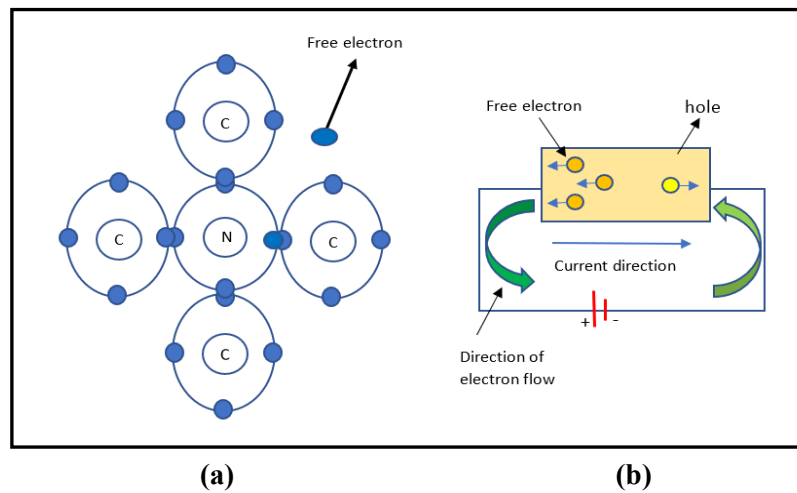 Free electron
C
C
N
C
C
(a)
Free electron
hole
Current direction
+ -
Direction of
electron flow
(b)